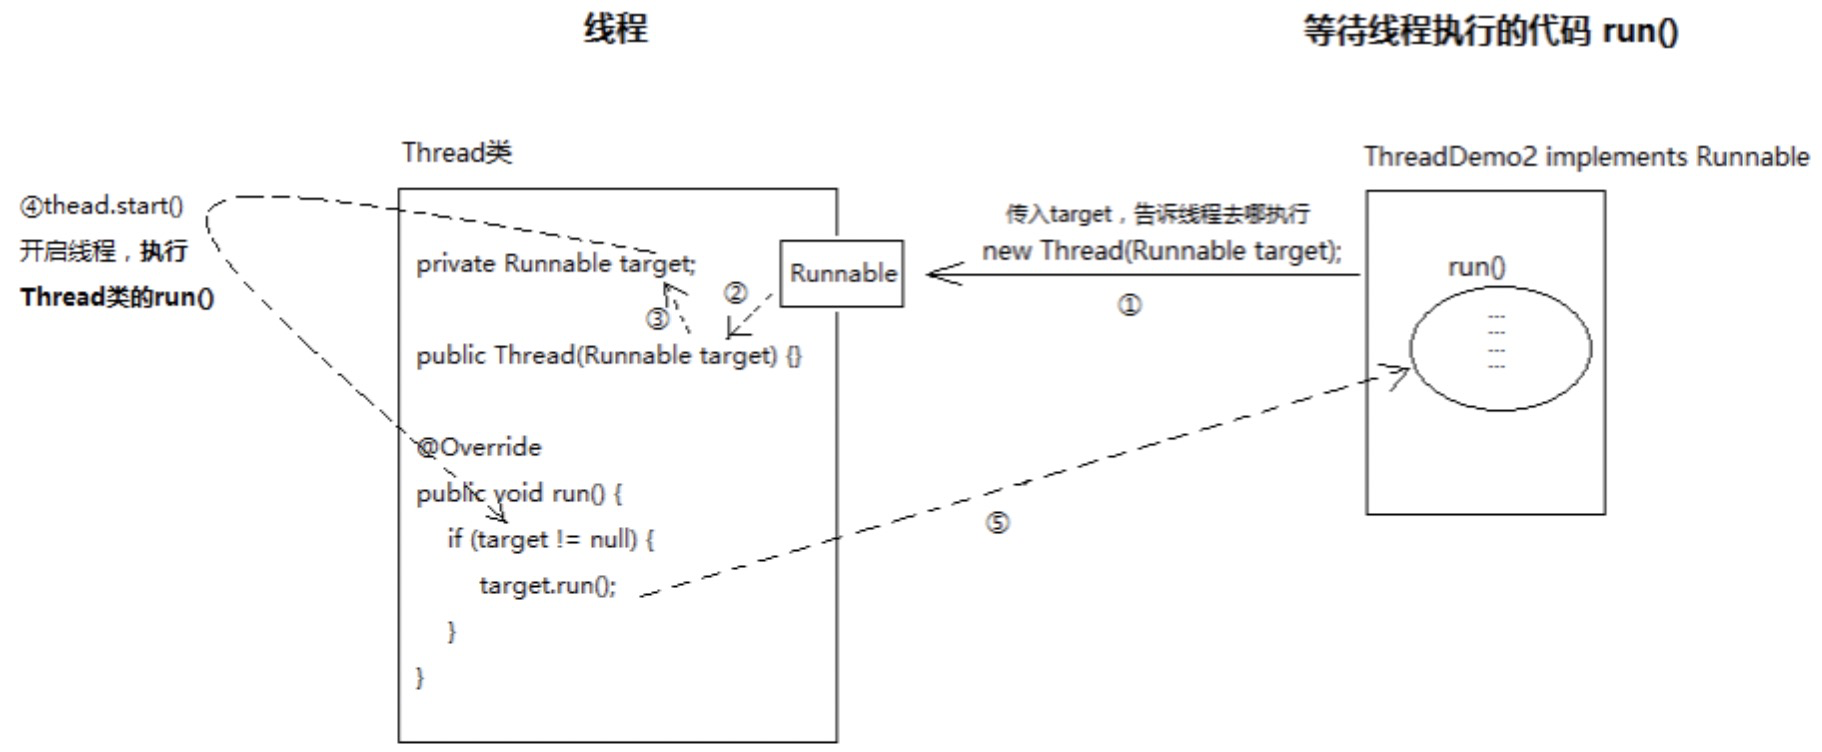 线程
等待线程执行的代码 run()
Thread类
ThreadDemo2 implements Runnable
④thead.start()
开启线程，执行
Thread类的run()
传入target，告诉线程去哪执行
new Thread(Runnable target);
①
private Runnable target;
Runnable
②
③
public Thread(Runnable target) {}
@Override
public void run() {
if (target != null) {
target.run();
}
}
⑤
run()
---
---
---
---